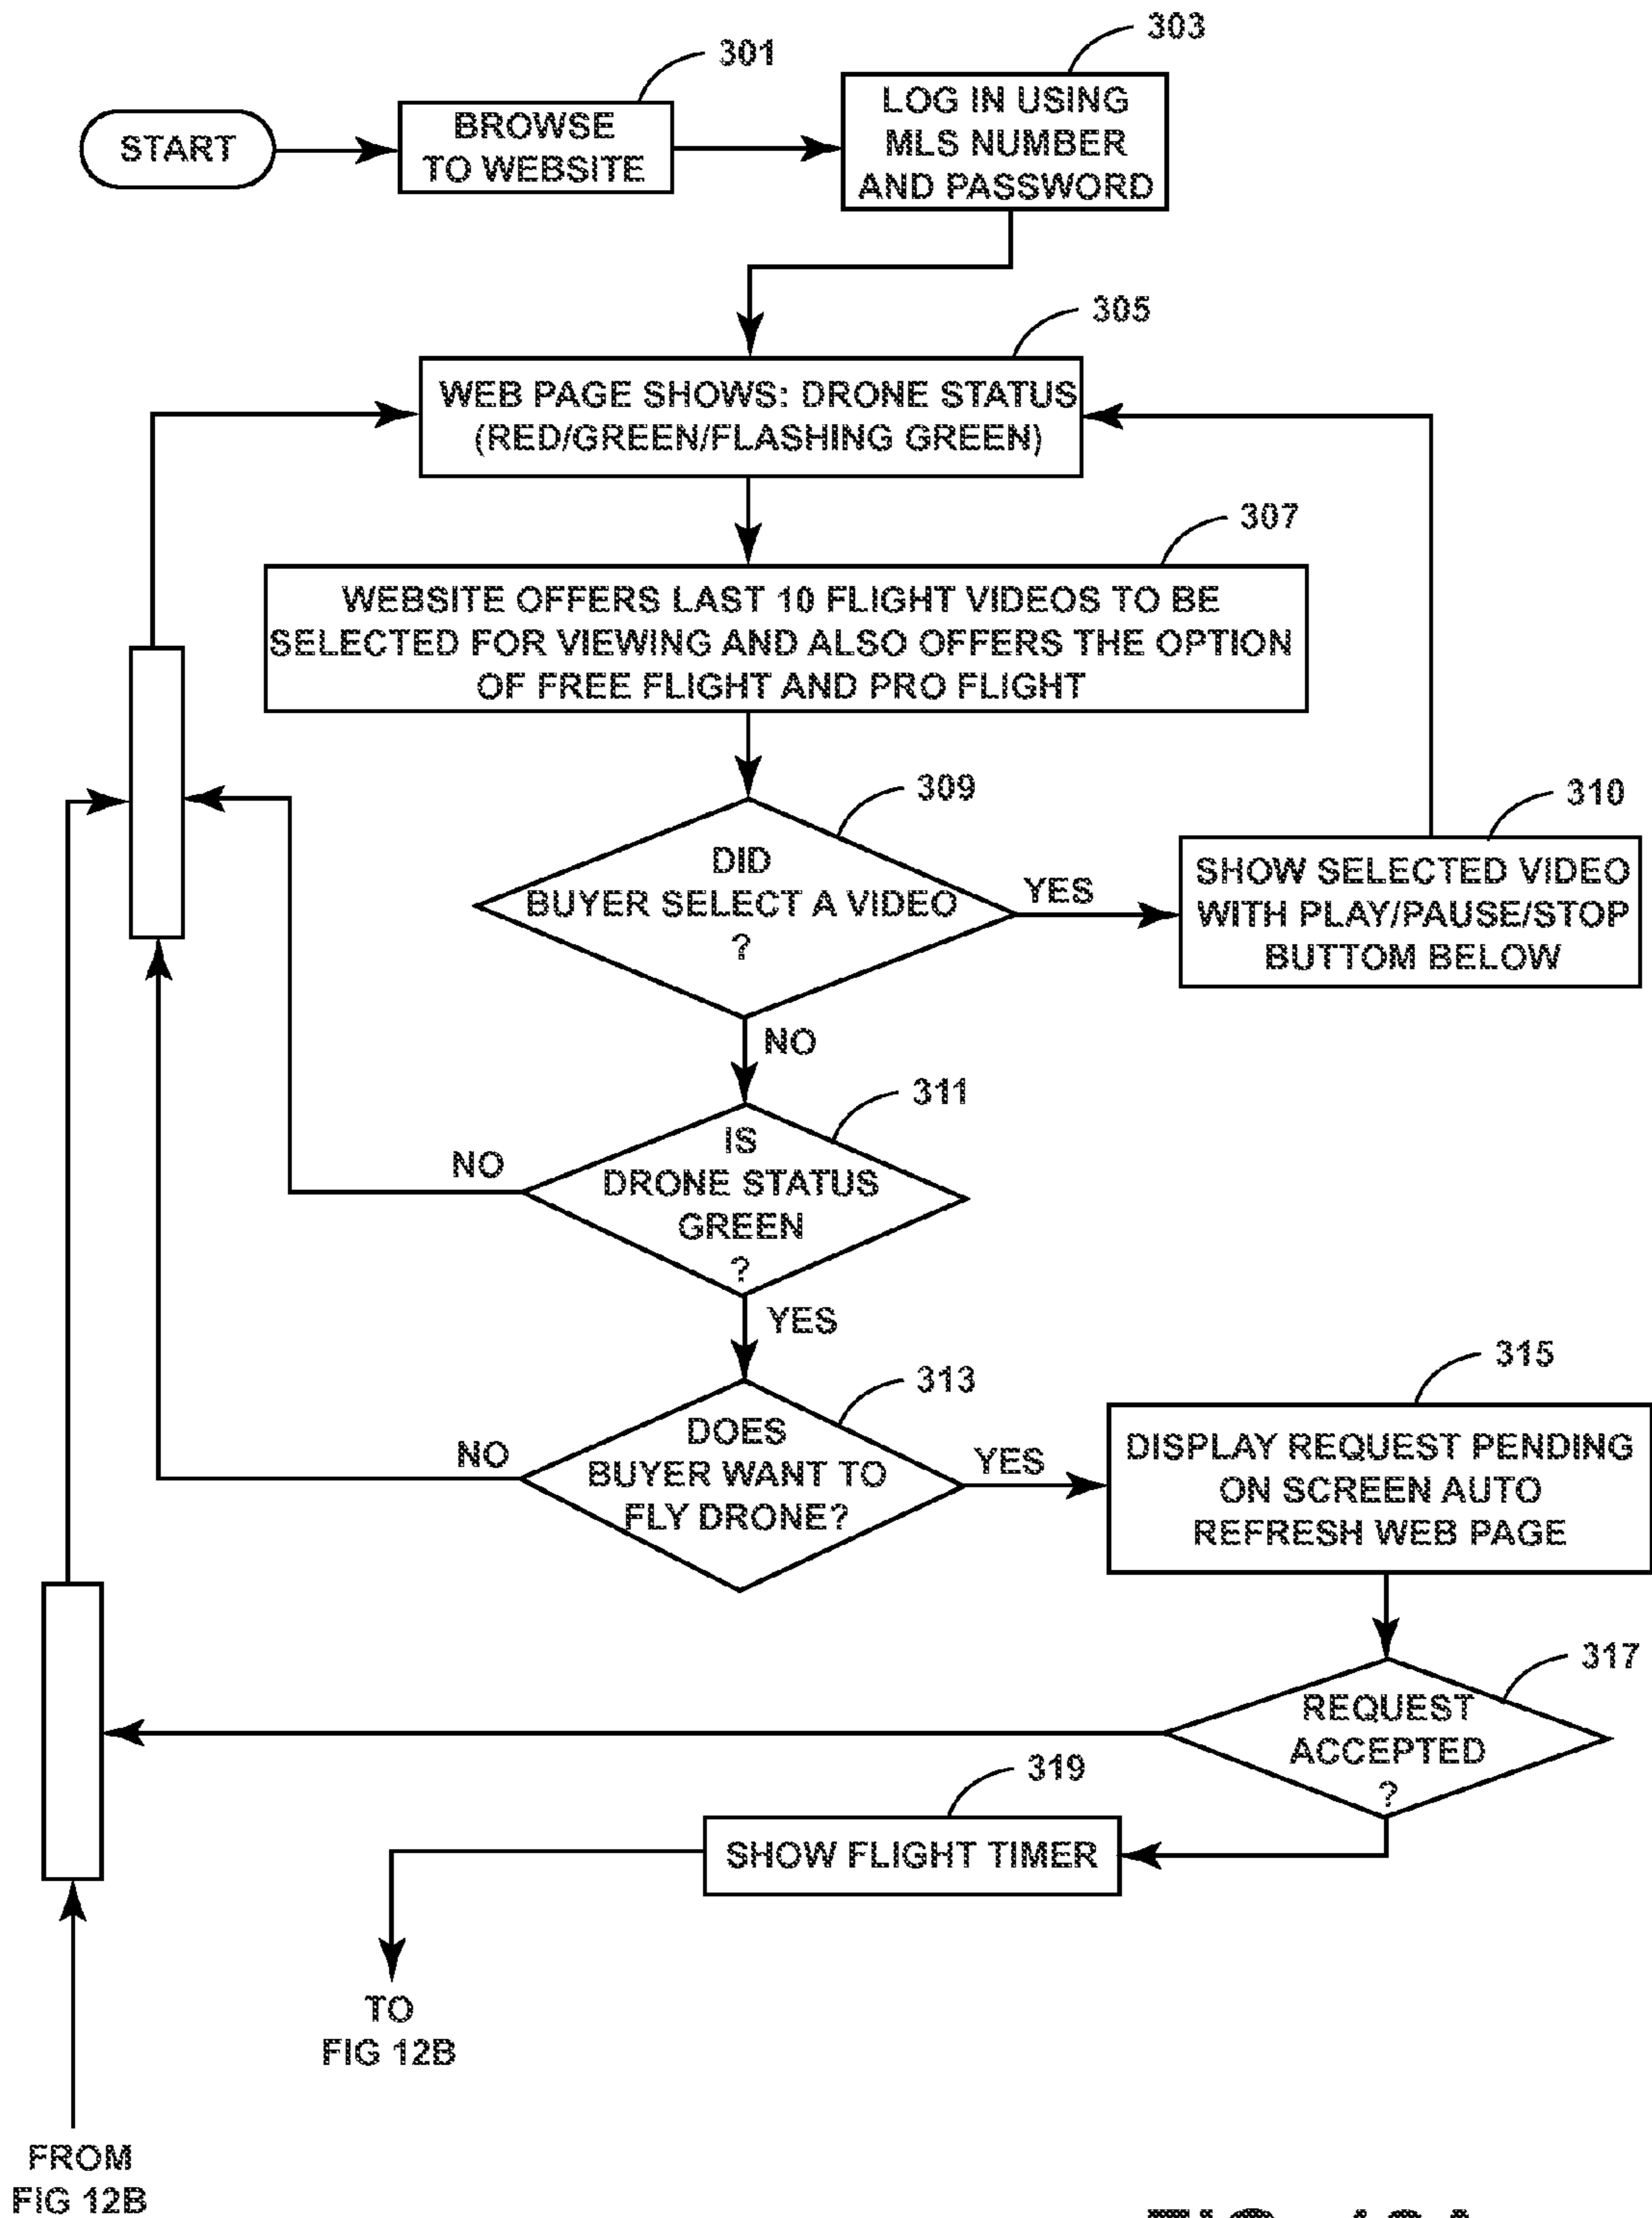 301
303
START
BROWSE
TO WEBSITE
LOG IN USING
MLS NUMBER
AND PASSWORD
305
WEB PAGE SHOWS: DRONE STATUS
(RED/GREEN/FLASHING GREEN)
307
WEBSITE OFFERS LAST 10 FLIGHT VIDEOS TO BE
SELECTED FOR VIEWING AND ALSO OFFERS THE OPTION
OF FREE FLIGHT AND PRO FLIGHT
309
DID
BUYER SELECT A VIDEO
?
YES
310
SHOW SELECTED VIDEO
WITH PLAY/PAUSE/STOP
BUTTOM BELOW
NO
311
IS
DRONE STATUS
GREEN
?
NO
YES
313
DOES
BUYER WANT TO
FLY DRONE?
NO
YES
315
DISPLAY REQUEST PENDING
ON SCREEN AUTO
REFRESH WEB PAGE
317
REQUEST
ACCEPTED
?
319
SHOW FLIGHT TIMER
TO
FIG 12B
FROM
FIG 12B